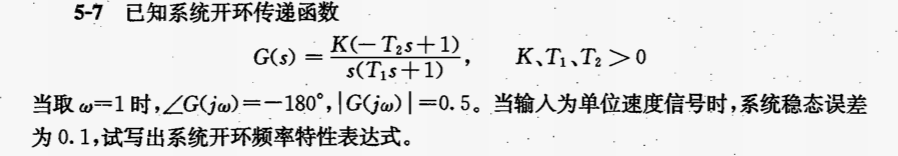 5-7 已知系统开环传递函数
G(s) = K(−T₂s+1) / s(T₁s+1), K、T₁、T₂>0
当取 ω=1 时,∠G(jω)=−180°,|G(jω)|=0.5。当输入为单位速度信号时,系统稳态误差
为 0.1,试写出系统开环频率特性表达式。